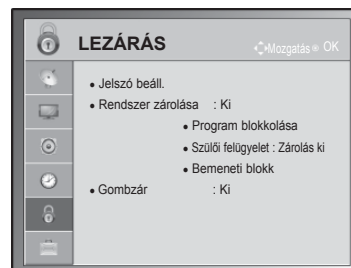 LEZÁRÁS
Mozgatás OK
• Jelszó beáll.
• Rendszer zárolása : Ki
• Program blokkolása
• Szülői felügyelet : Zárolás ki
• Bemeneti blokk
• Gombzár : Ki